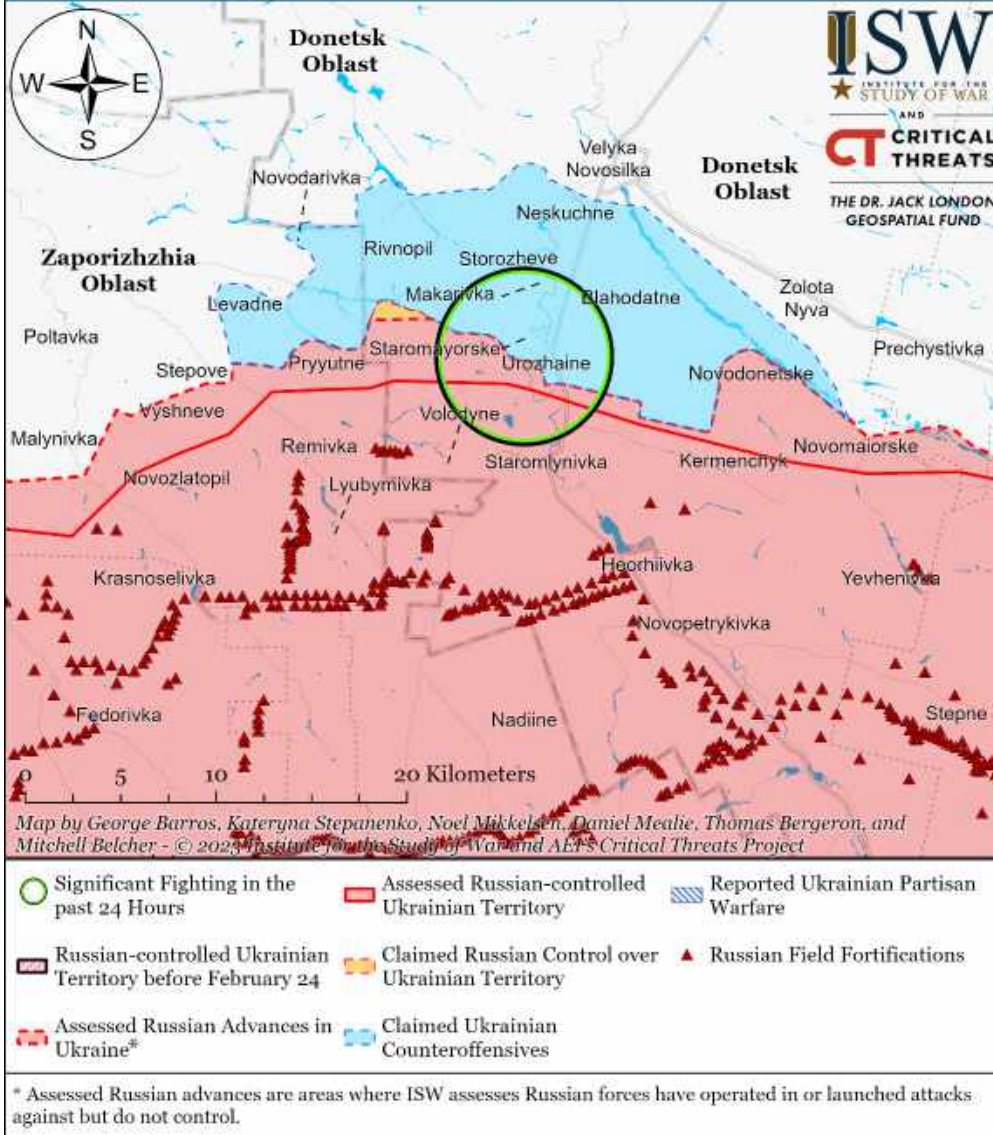 N
W
E
S
Donetsk
Oblast
ISW
INSTITUTE FOR THE
STUDY OF WAR
AND
CT CRITICAL
THREATS
THE DR. JACK LONDON
GEOSPATIAL FUND
Velyka
Novosilka
Donetsk
Oblast
Novodarivka
Neskuchne
Rivnopil
Storozheve
Zaporizhzhia
Oblast
Levadne
Makarivka
Blahodatne
Zolota
Nyva
Poltavka
Staromayorske
Prechystivka
Pryyutne
Urozhaine
Stepove
Novodonetske
Vyshneve
Volodyne
Malynivka
Remivka
Novomaiorske
Staromlynivka
Kermenchyk
Novozlatopil
Lyubymivka
Krasnoselivka
Heorhiivka
Yevhenivka
Novopetrykivka
Fedorivka
Nadiine
Stepne
0 5 10 20 Kilometers
Map by George Barros, Kateryna Stepanenko, Noel Mikkelsen, Daniel Mealie, Thomas Bergeron, and
Mitchell Belcher - © 2023 Institute for the Study of War and AEI's Critical Threats Project
Significant Fighting in the
past 24 Hours
Assessed Russian-controlled
Ukrainian Territory
Reported Ukrainian Partisan
Warfare
Russian-controlled Ukrainian
Territory before February 24
Claimed Russian Control over
Ukrainian Territory
Russian Field Fortifications
Assessed Russian Advances in
Ukraine*
Claimed Ukrainian
Counteroffensives
* Assessed Russian advances are areas where ISW assesses Russian forces have operated in or launched attacks
against but do not control.